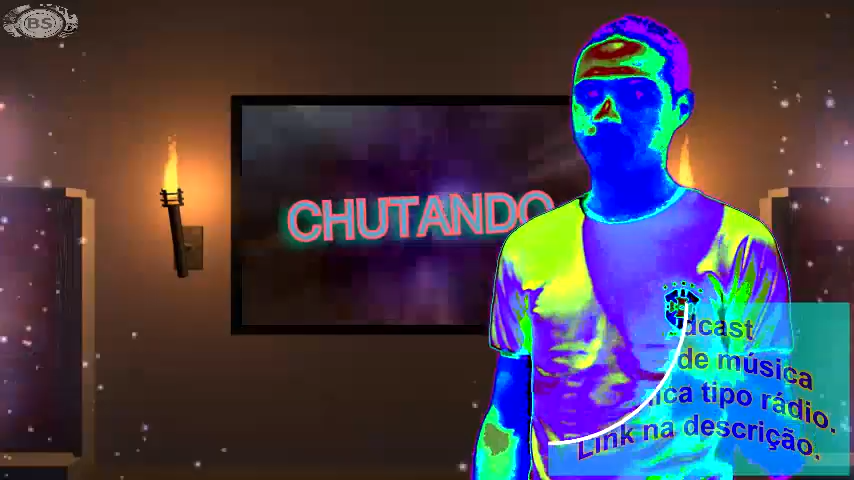 BS
CHUTANDO
dcast
de música
ica tipo rádio.
Link na descrição.